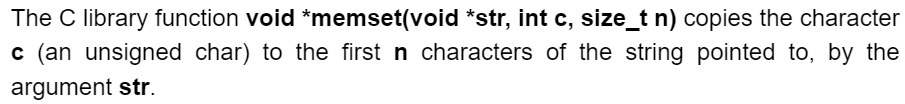 The C library function void *memset(void *str, int c, size_t n) copies the character
c (an unsigned char) to the first n characters of the string pointed to, by the
argument str.